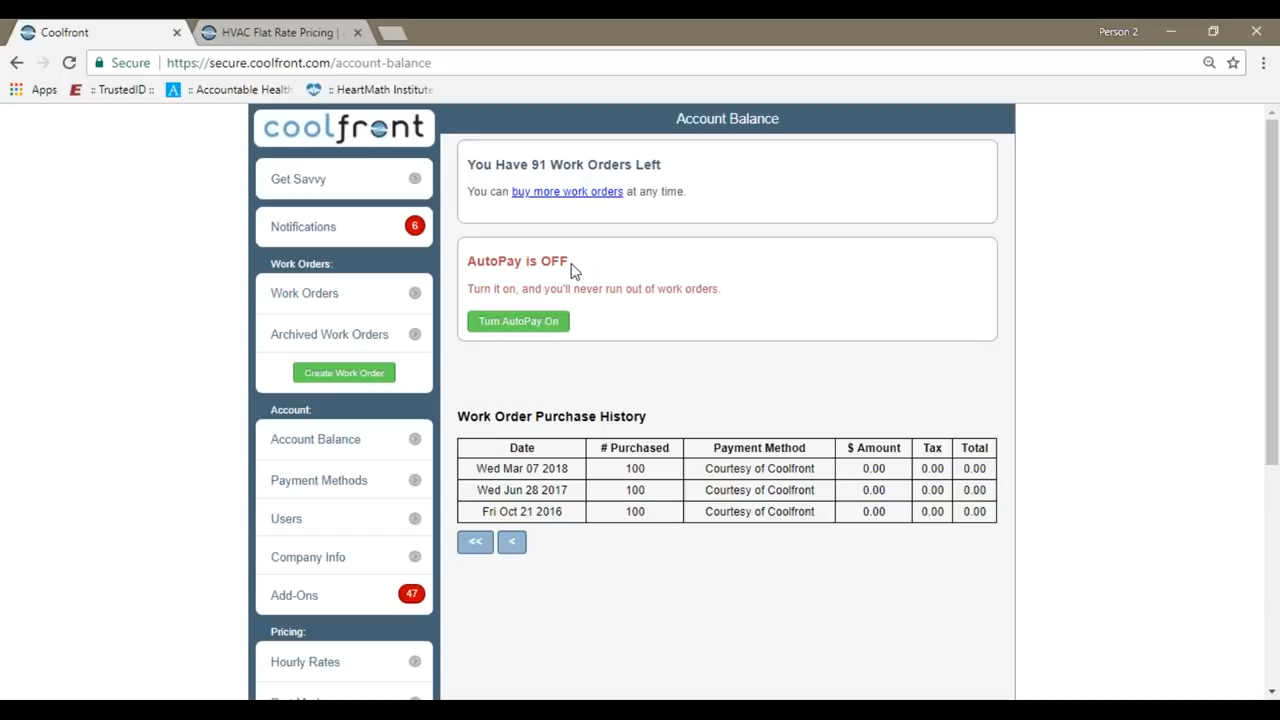 Coolfront
HVAC Flat Rate Pricing |
Person 2
Secure
https://secure.coolfront.com/account-balance
Apps
:: TrustedID ::
:: Accountable Health
:: HeartMath Institute
coolfront
Account Balance
Get Savvy
Notifications 6
Work Orders:
Work Orders
Archived Work Orders
Create Work Order
Account:
Account Balance
Payment Methods
Users
Company Info
Add-Ons 47
Pricing:
Hourly Rates
You Have 91 Work Orders Left
You can buy more work orders at any time.
AutoPay is OFF
Turn it on, and you'll never run out of work orders.
Turn AutoPay On
Work Order Purchase History
Date # Purchased Payment Method $ Amount Tax Total
Wed Mar 07 2018 100 Courtesy of Coolfront 0.00 0.00 0.00
Wed Jun 28 2017 100 Courtesy of Coolfront 0.00 0.00 0.00
Fri Oct 21 2016 100 Courtesy of Coolfront 0.00 0.00 0.00
<< <